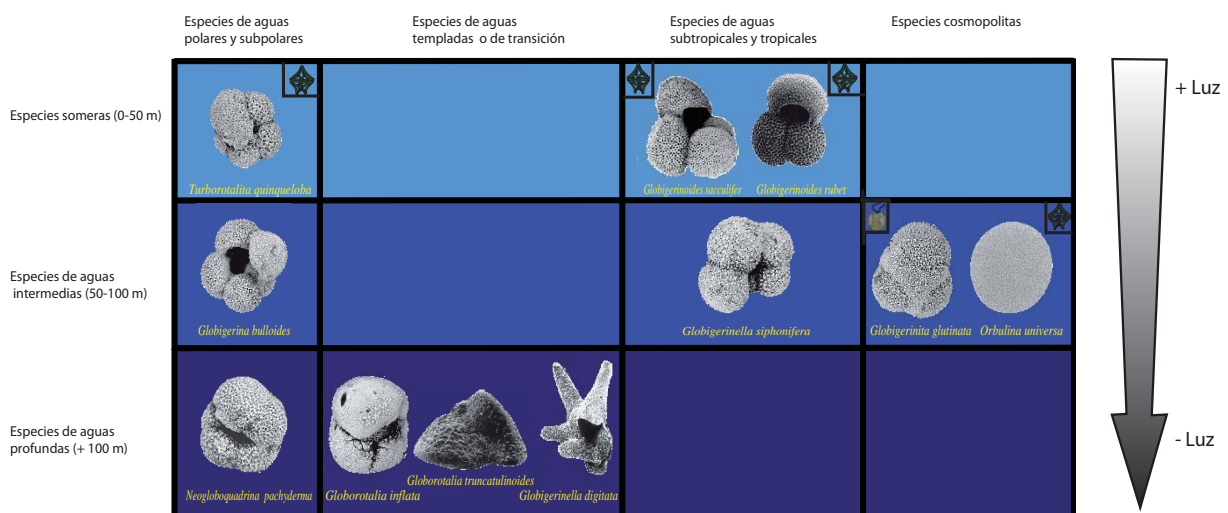 Especies de aguas
polares y subpolares
Especies de aguas
templadas o de transición
Especies de aguas
subtropicales y tropicales
Especies cosmopolitas
+ Luz
Especies someras (0-50 m)
Turborotalita quinqueloba
Globigerinoides sacculifer
Globigerinoides ruber
Especies de aguas
intermedias (50-100 m)
Globigerina bulloides
Globigerinella siphonifera
Globigerinita glutinata
Orbulina universa
Especies de aguas
profundas (+ 100 m)
- Luz
Neogloboquadrina pachyderma
Globorotalia inflata
Globorotalia truncatulinoides
Globigerinella digitata